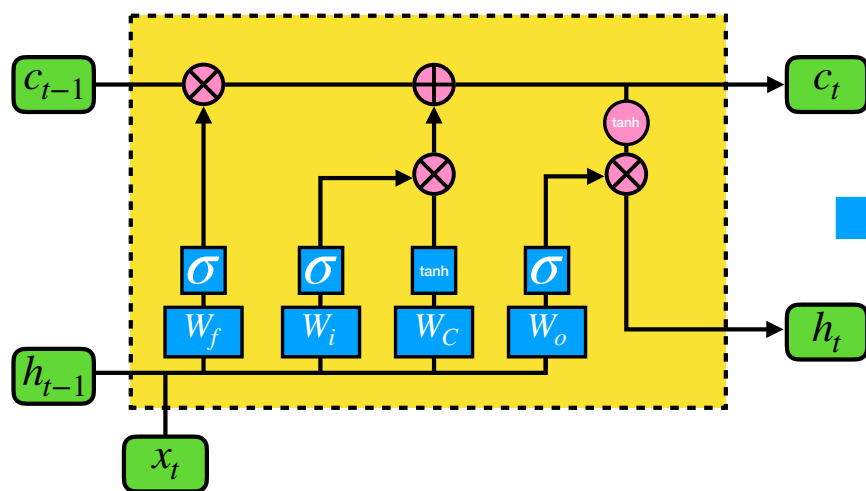 c_{t-1}
c_t
tanh
σ σ tanh σ
W_f W_i W_C W_o
h_t
h_{t-1}
x_t